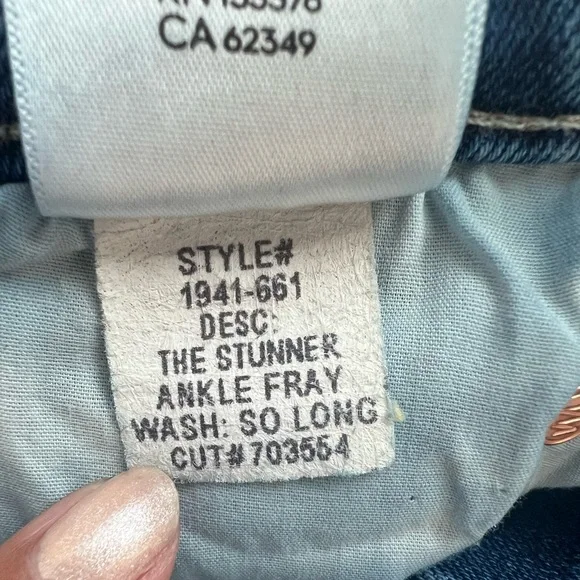 CA 62349
STYLE#
1941-661
DESC:
THE STUNNER
ANKLE FRAY
WASH: SO LONG
CUT# 703554